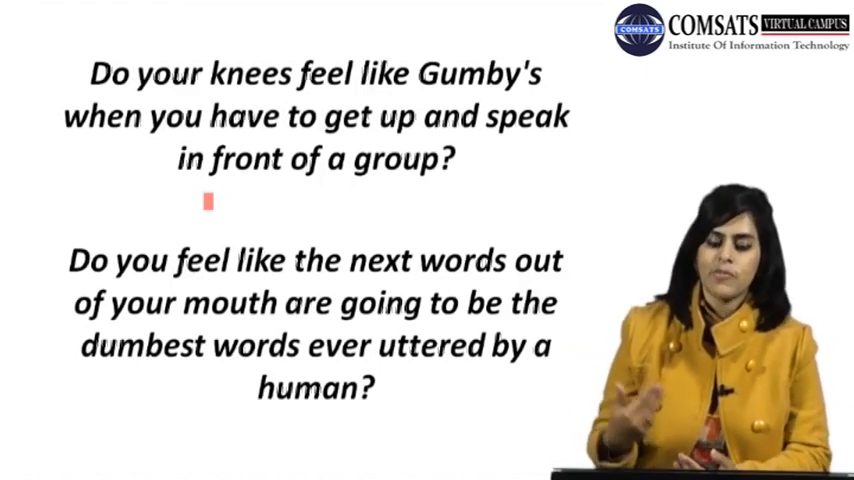 COMSATS VIRTUAL CAMPUS
COMSATS
Institute Of Information Technology
Do your knees feel like Gumby's
when you have to get up and speak
in front of a group?
Do you feel like the next words out
of your mouth are going to be the
dumbest words ever uttered by a
human?